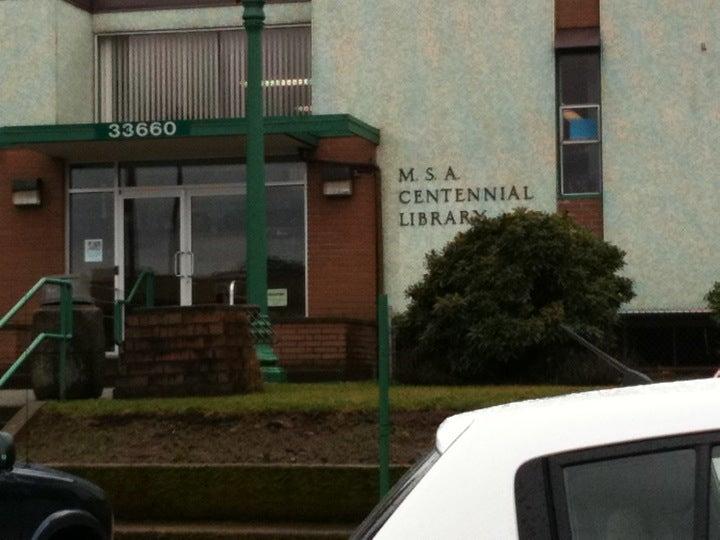 33660
M. S. A.
CENTENNIAL
LIBRARY